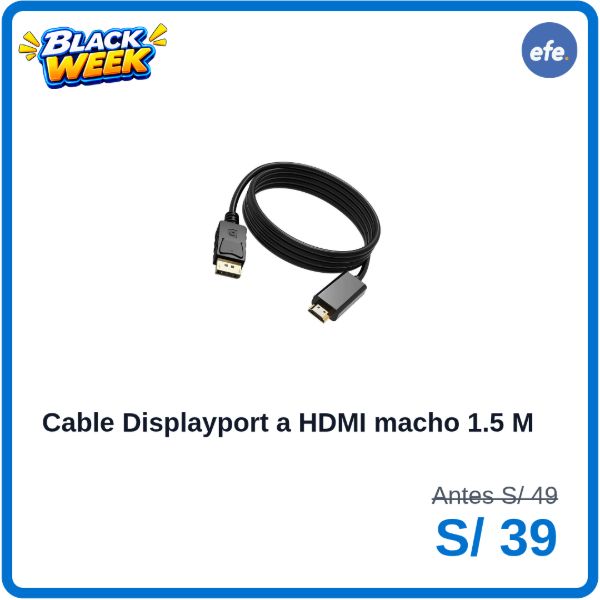 BLACK
WEEK
efe.
Cable Displayport a HDMI macho 1.5 M
Antes S/ 49
S/ 39